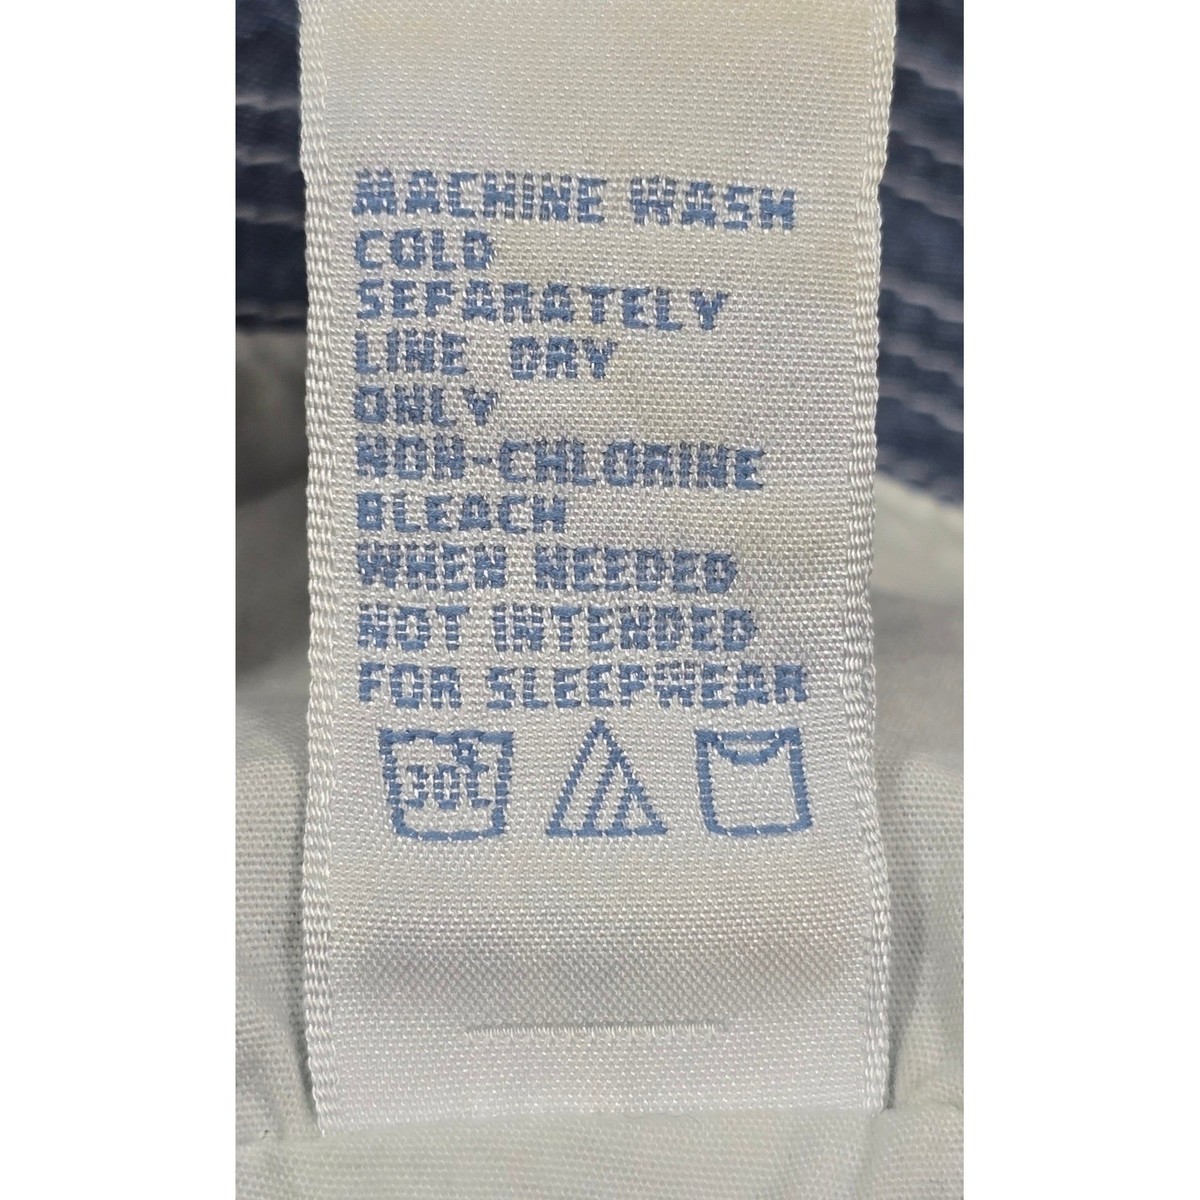 MACHINE WASH
COLD
SEPARATELY
LINE DRY
ONLY
NON-CHLORINE
BLEACH
WHEN NEEDED
NOT INTENDED
FOR SLEEPWEAR
30°C